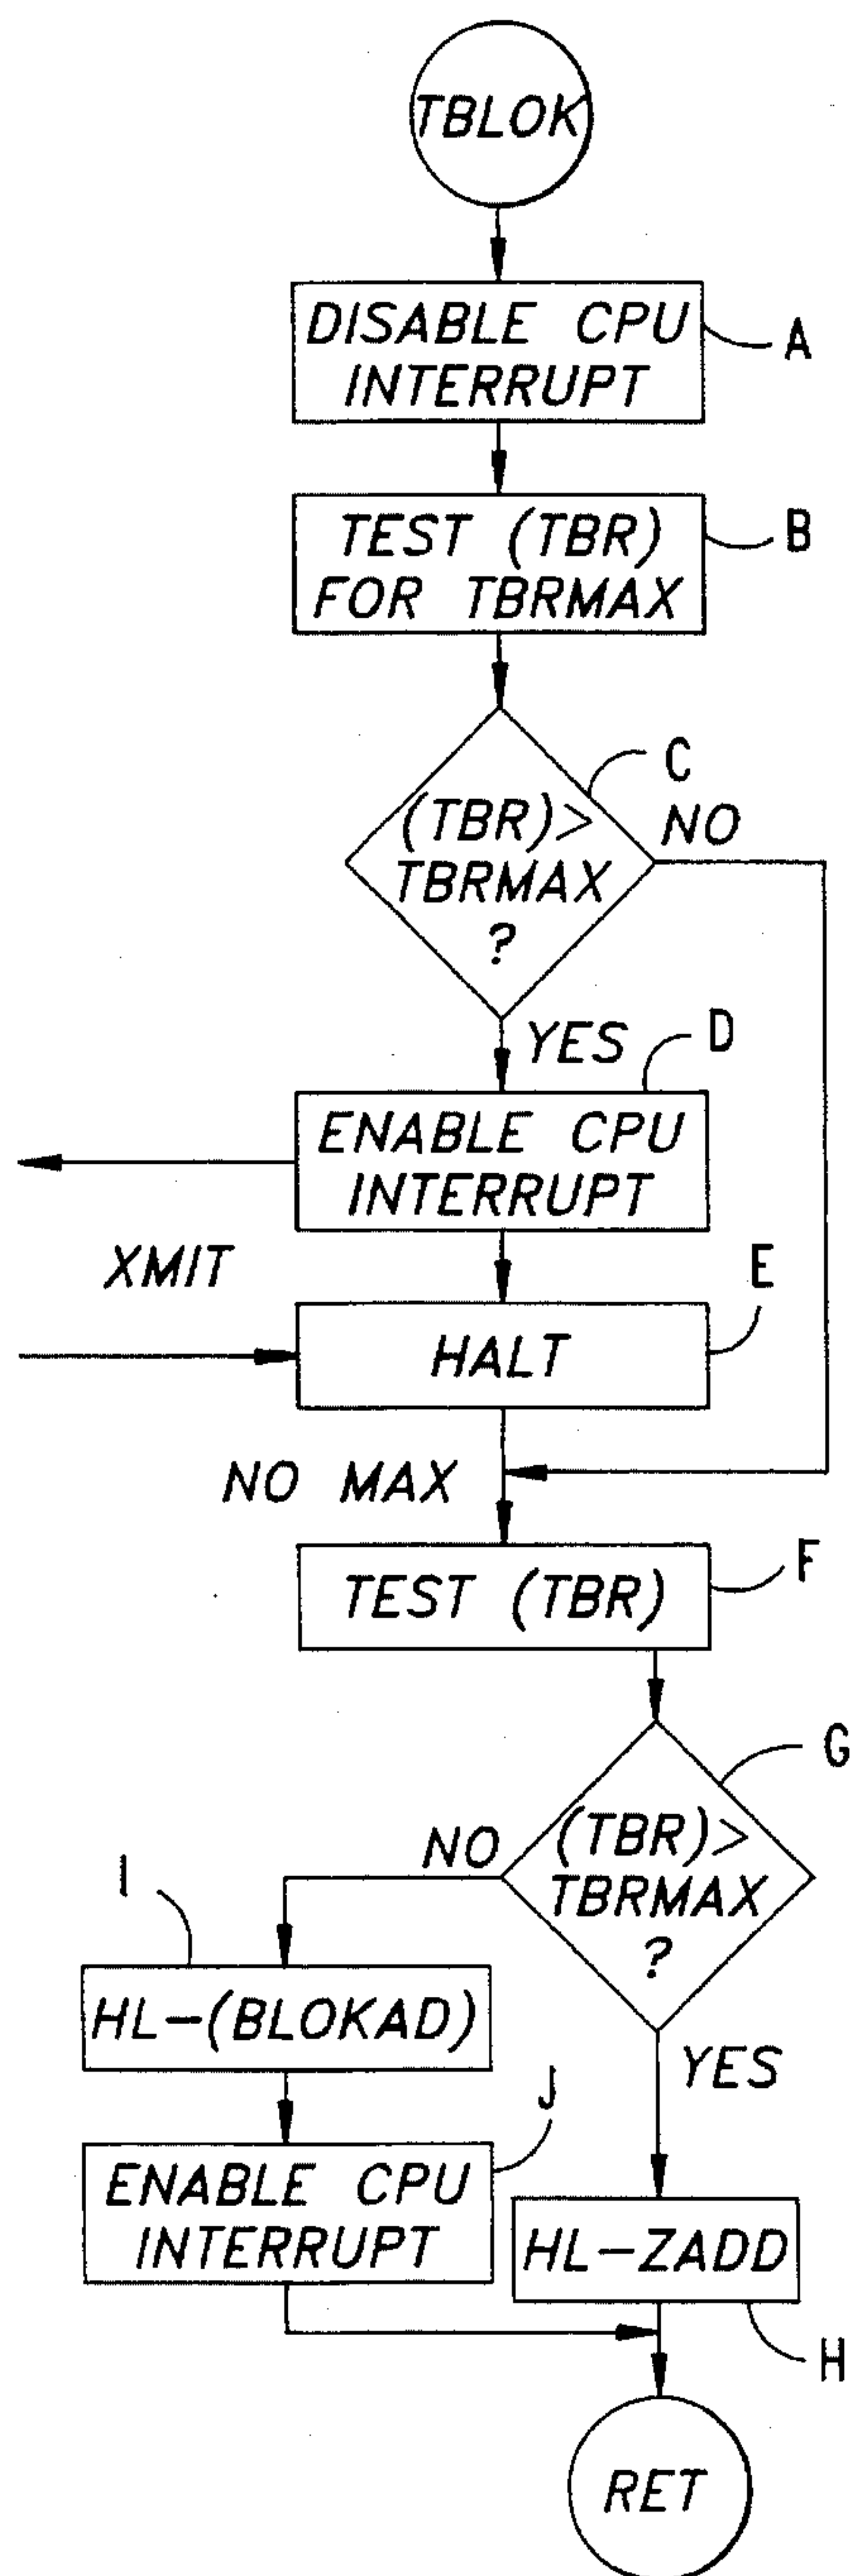 TBLOK
DISABLE CPU
INTERRUPT
A
TEST (TBR)
FOR TBRMAX
B
C
(TBR)>
TBRMAX
?
NO
YES
D
ENABLE CPU
INTERRUPT
XMIT
E
HALT
NO MAX
F
TEST (TBR)
G
(TBR)>
TBRMAX
?
NO
I
HL-(BLOKAD)
YES
J
ENABLE CPU
INTERRUPT
HL-ZADD
H
RET